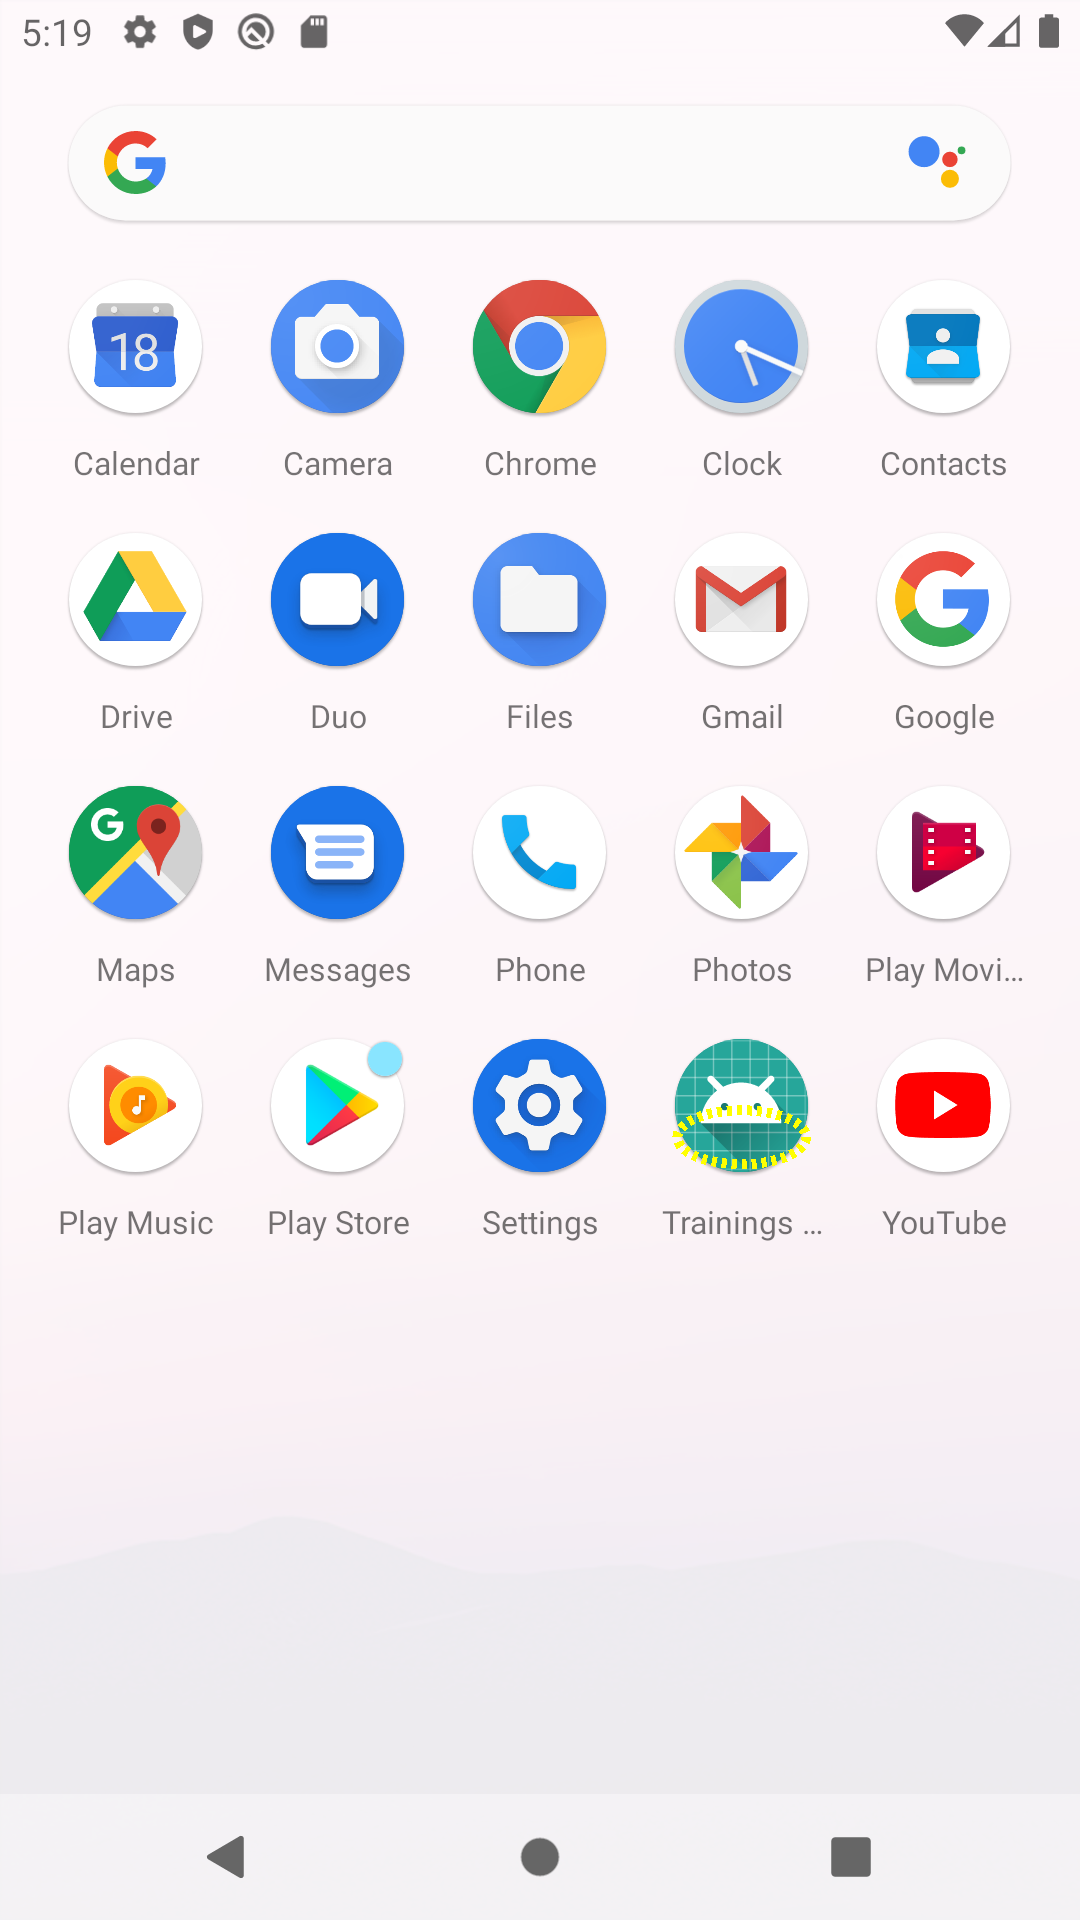 5:19
18
Calendar
Camera
Chrome
Clock
Contacts
Drive
Duo
Files
Gmail
Google
Maps
Messages
Phone
Photos
Play Movi…
Play Music
Play Store
Settings
Trainings …
YouTube